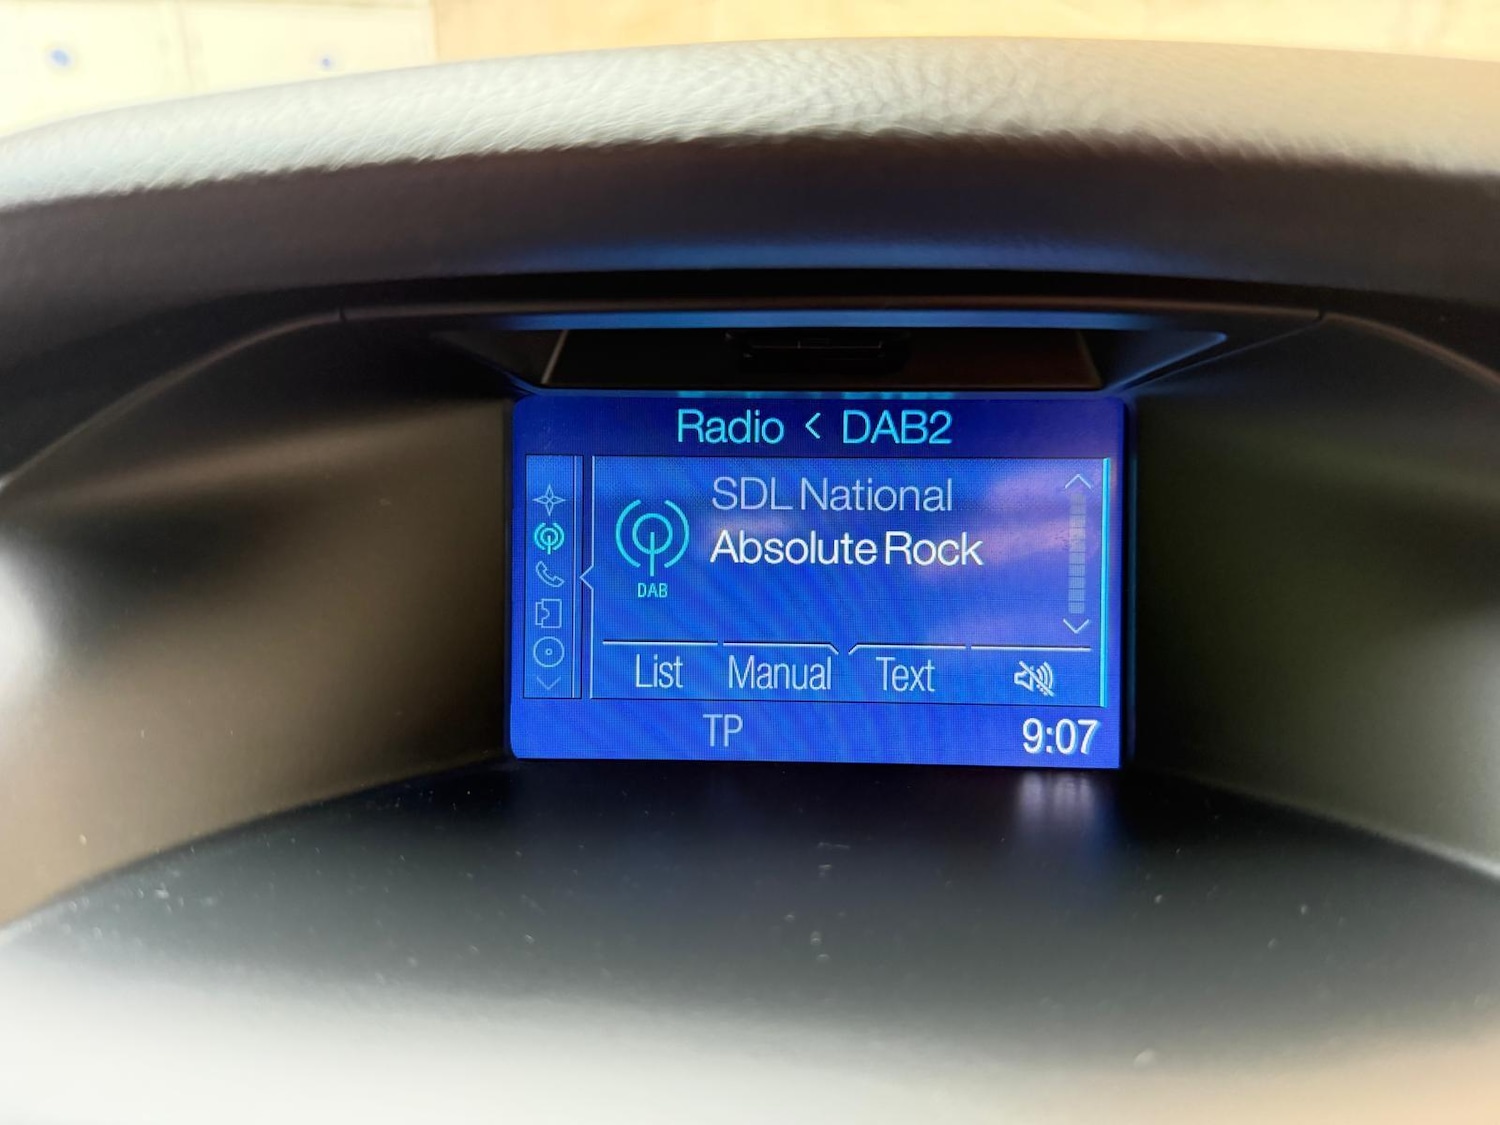 Radio < DAB2
SDL National
Absolute Rock
DAB
List Manual Text
TP 9:07